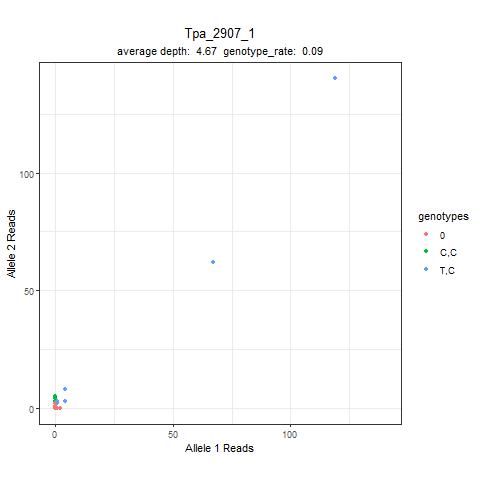 Tpa_2907_1
average depth:  4.67  genotype_rate:  0.09
Allele 2 Reads
100
50
0
0
50
100
Allele 1 Reads
genotypes
0
C,C
T,C